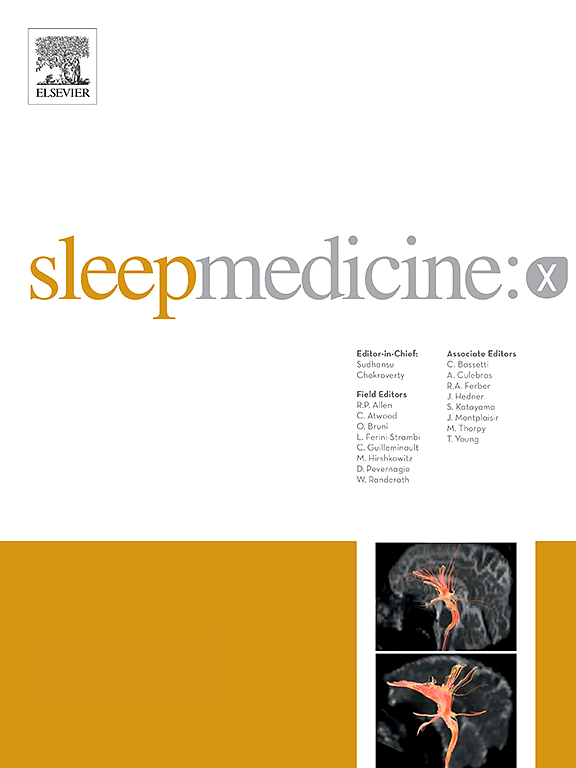 ELSEVIER
sleepmedicine: X
Editor-in-Chief:
Sudhansu
Chokroverty
Field Editors
R.P. Allen
C. Atwood
O. Bruni
L. Ferini-Strambi
C. Guilleminault
M. Hirshkowitz
D. Pevernagie
W. Randerath
Associate Editors
C. Bassetti
A. Culebras
R.A. Ferber
J. Hedner
S. Katayama
J. Montplaisir
M. Thorpy
T. Young